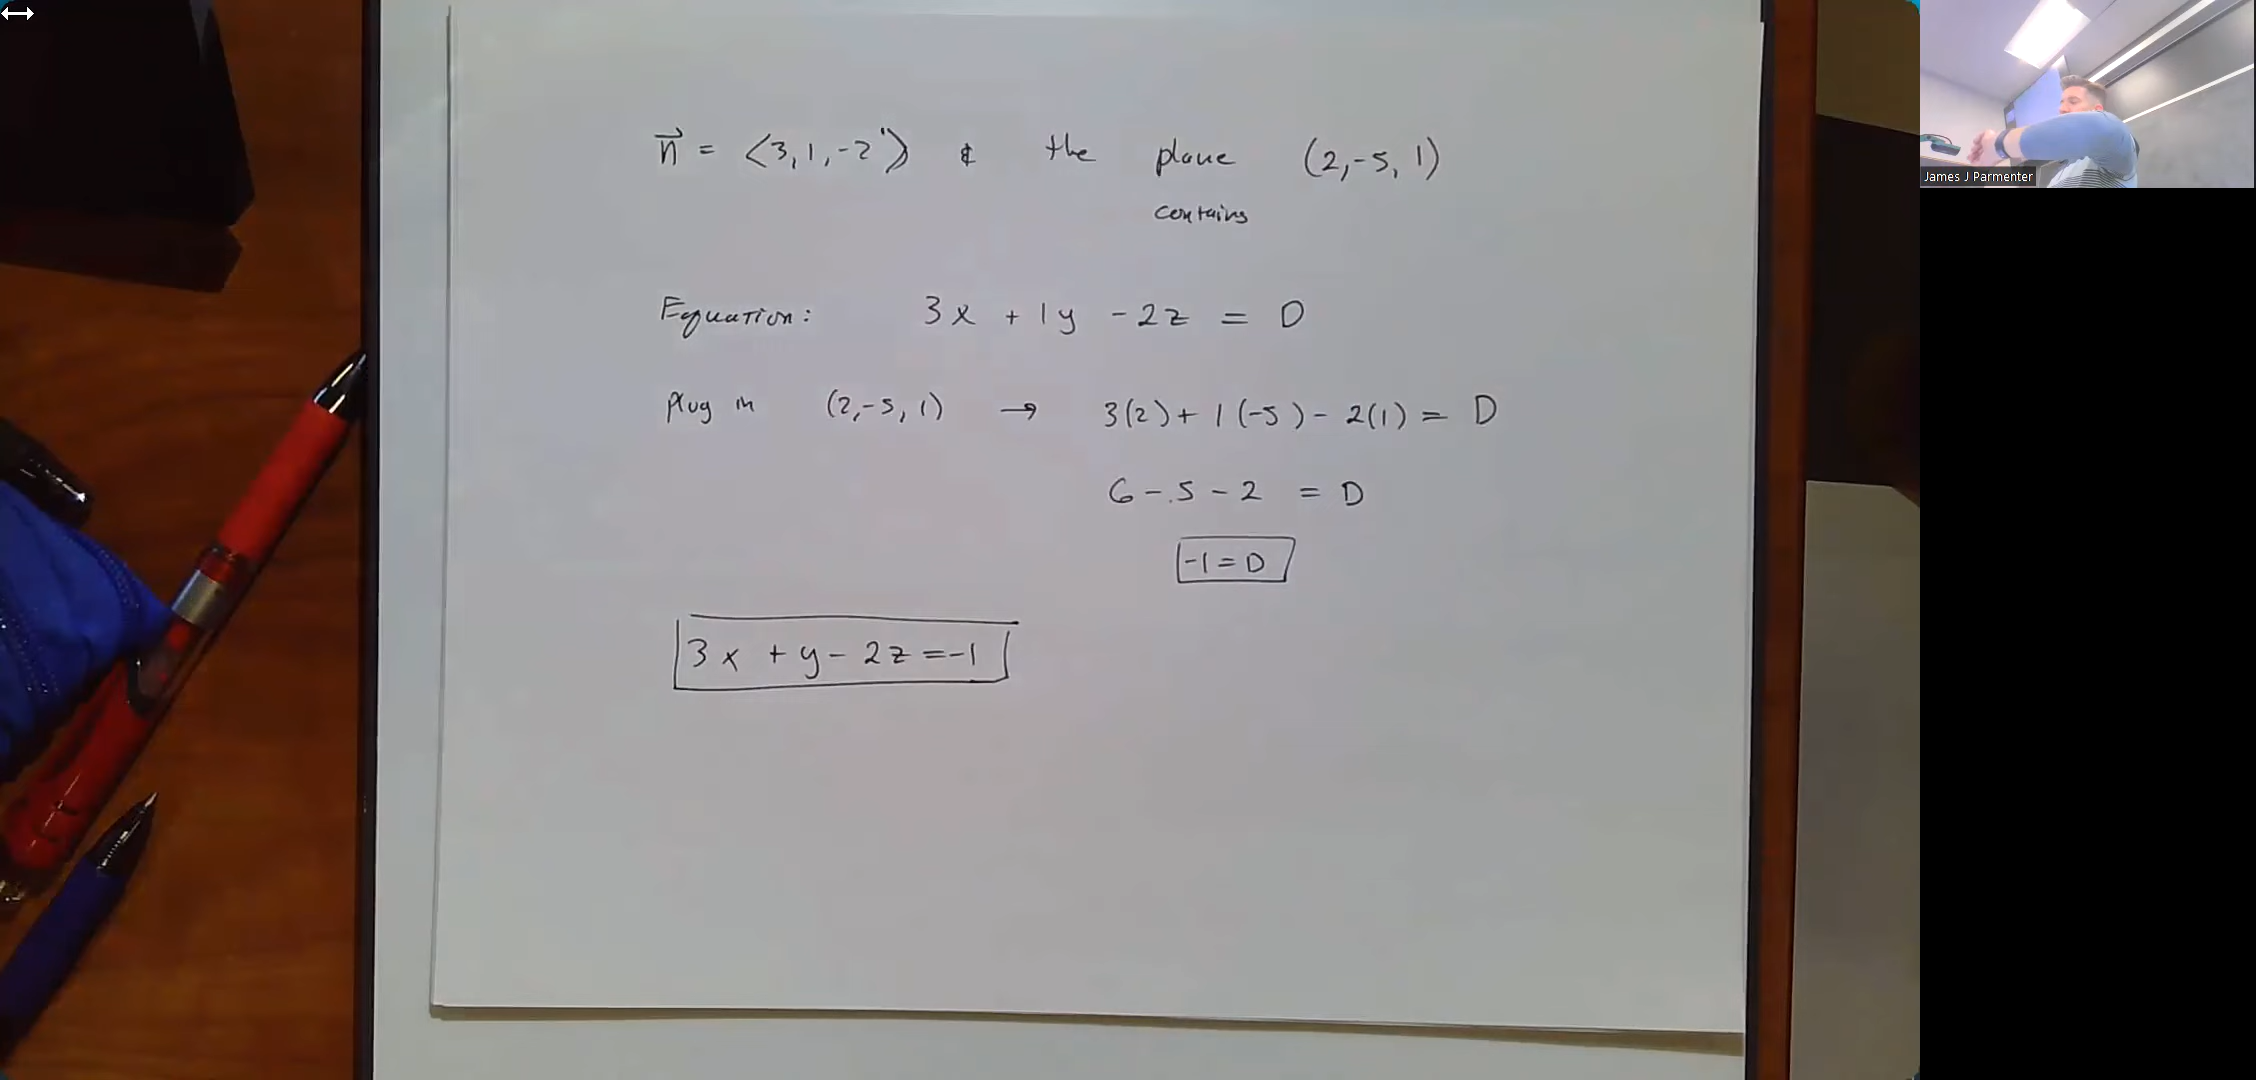 n⃗ = ⟨3, 1, -2⟩ & the plane (2, -5, 1)
contains
Equation: 3x + 1y - 2z = D
Plug in (2, -5, 1) → 3(2) + 1(-5) - 2(1) = D
6 - 5 - 2 = D
-1 = D
3x + y - 2z = -1
James J Parmenter